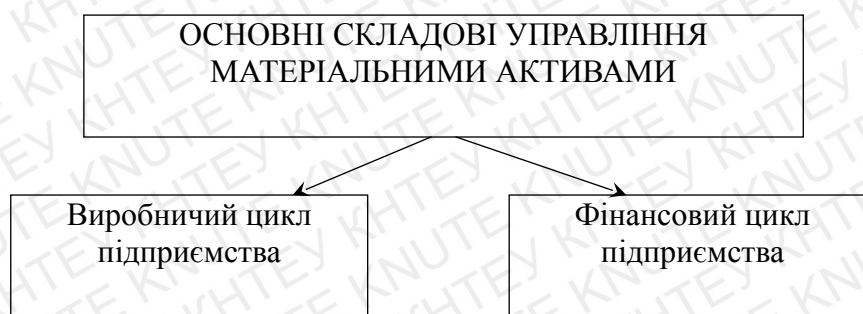 ОСНОВНІ СКЛАДОВІ УПРАВЛІННЯ
МАТЕРІАЛЬНИМИ АКТИВАМИ
Виробничий цикл
підприємства
Фінансовий цикл
підприємства